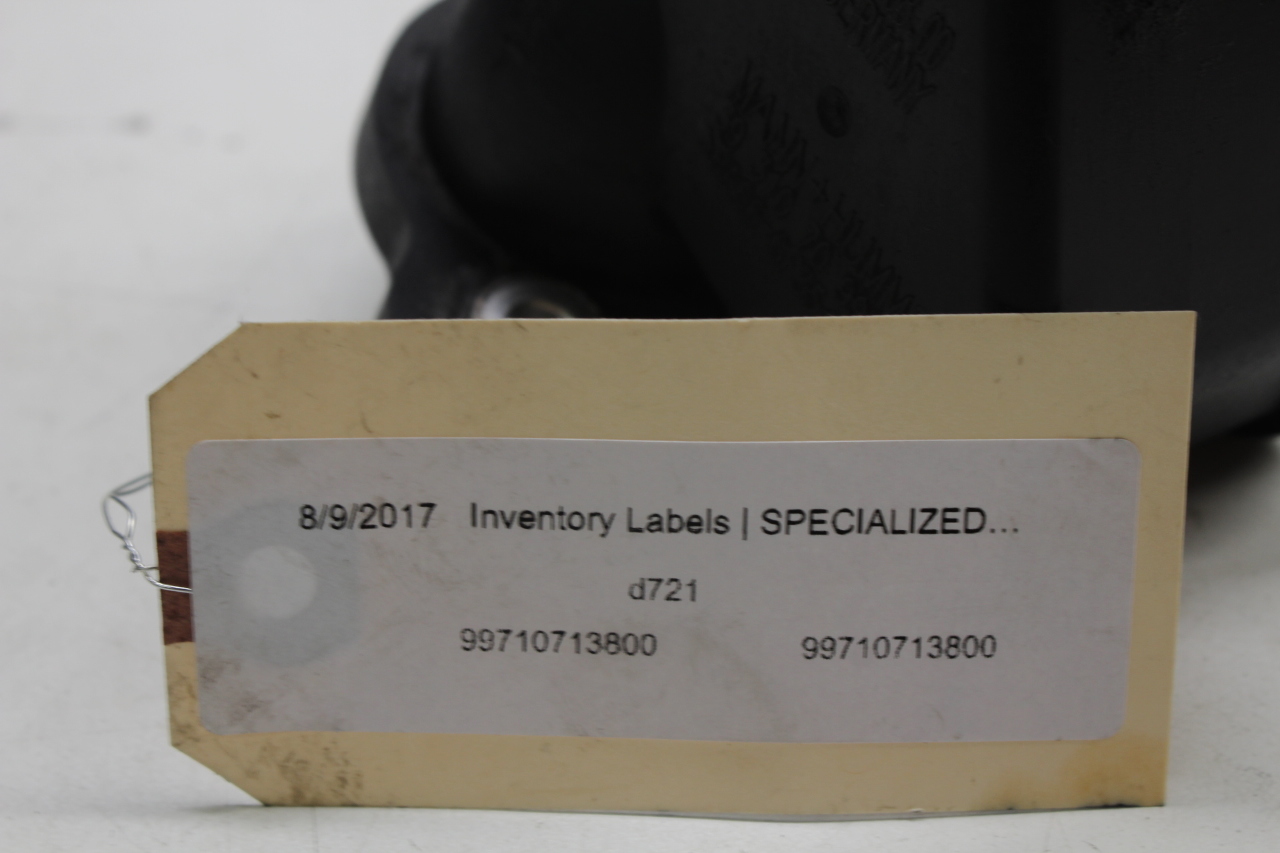 8/9/2017 Inventory Labels | SPECIALIZED...
d721
99710713800 99710713800